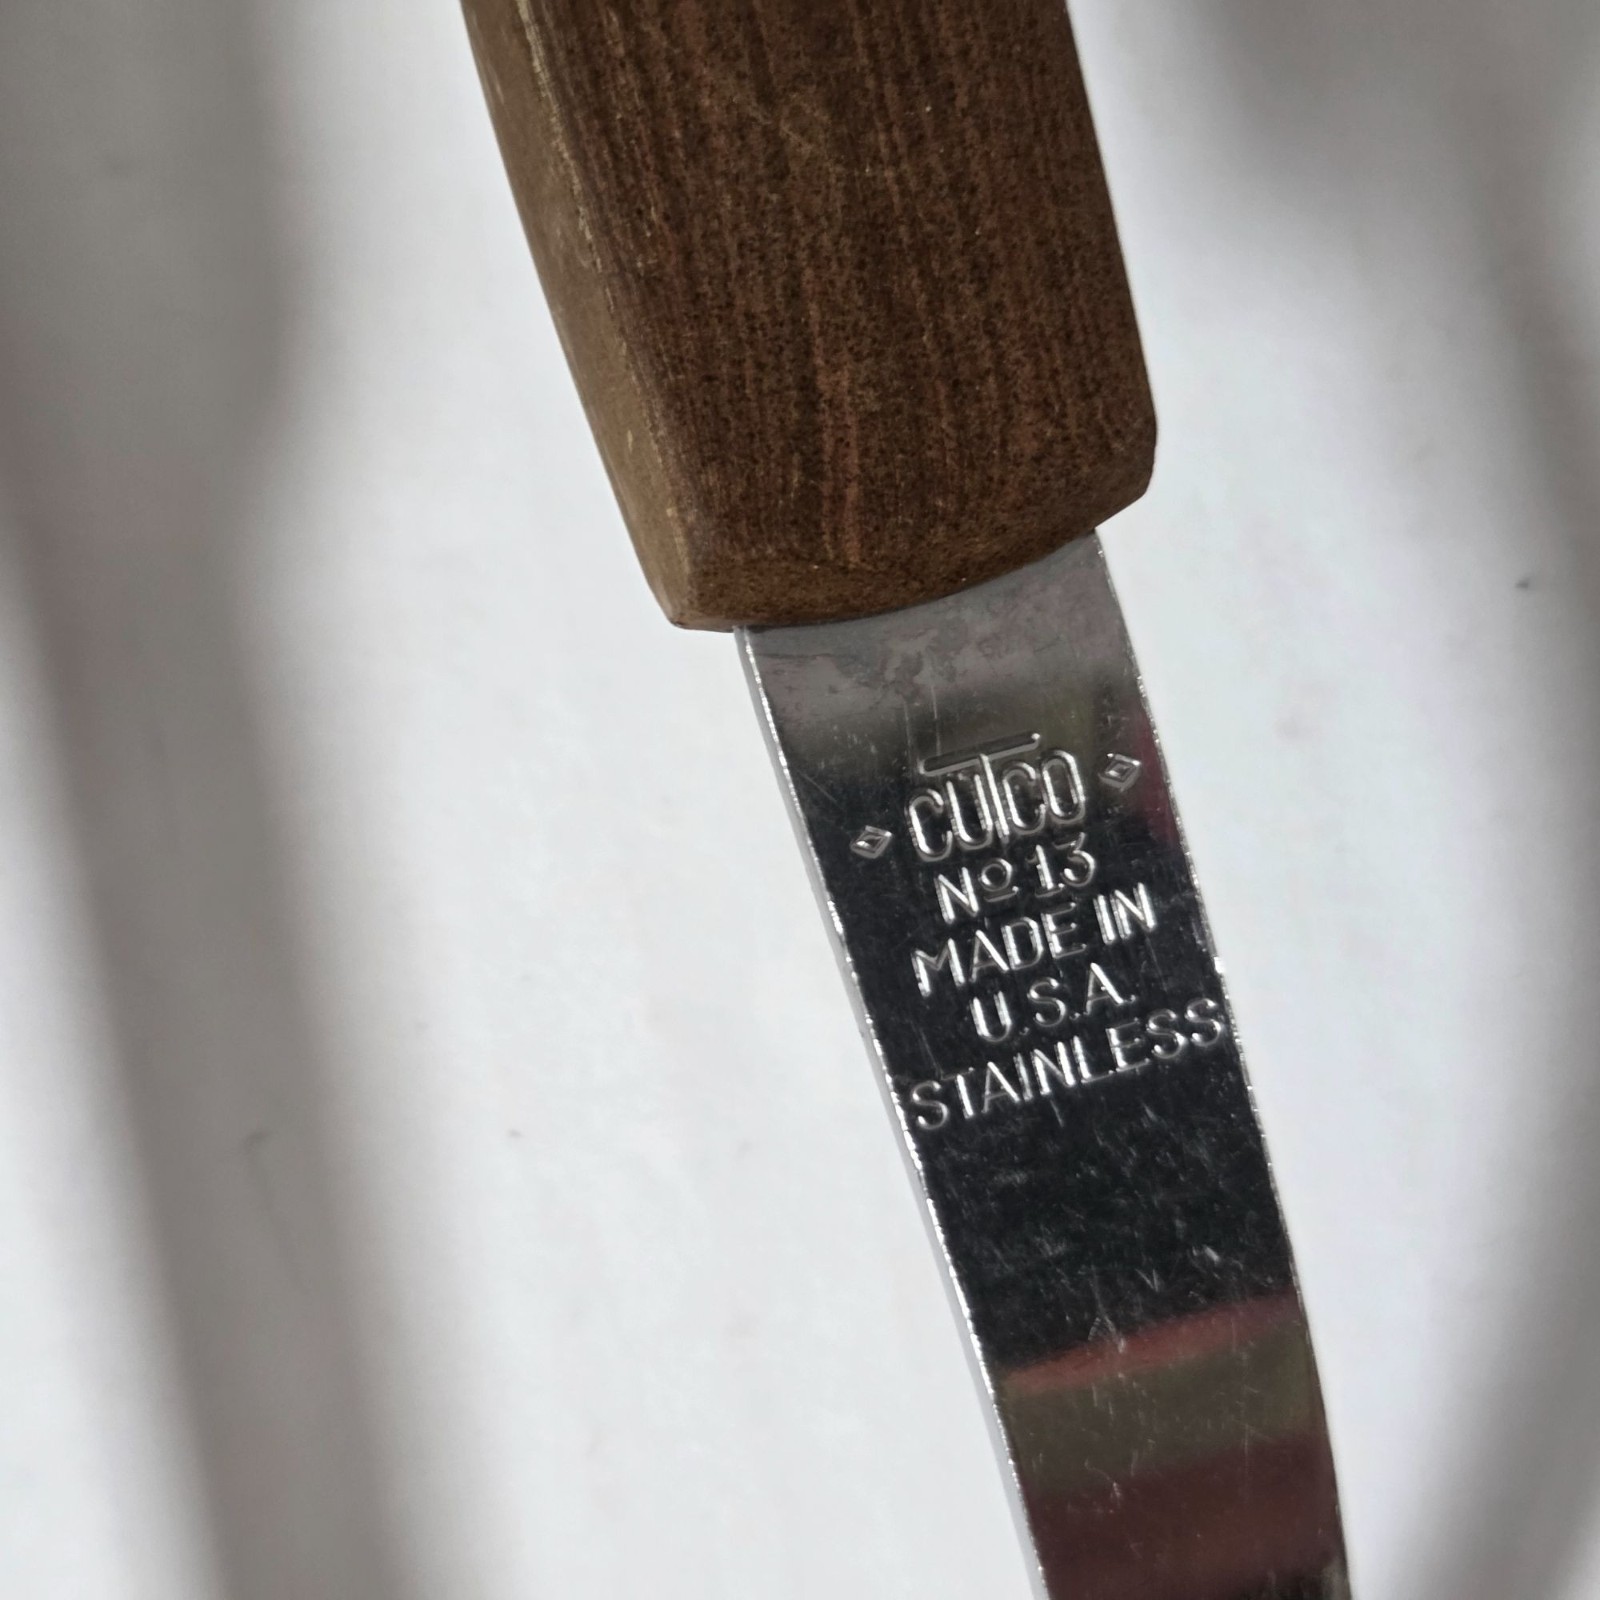 CUTCO
Nº 13
MADE IN
U.S.A.
STAINLESS